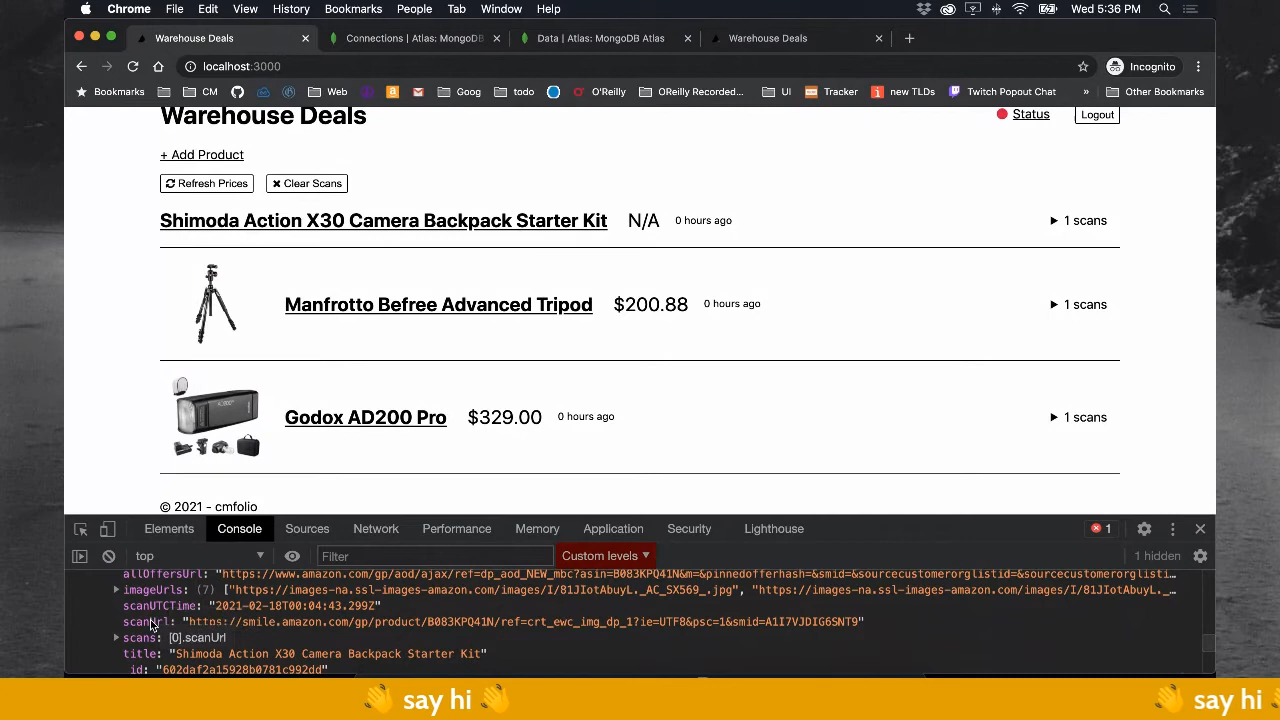 Chrome File Edit View History Bookmarks People Tab Window Help Wed 5:36 PM
Warehouse Deals Connections | Atlas: MongoDB Data | Atlas: MongoDB Atlas Warehouse Deals
localhost:3000 Incognito
Bookmarks CM Web Goog todo O'Reilly OReilly Recorded... UI Tracker new TLDs Twitch Popout Chat » Other Bookmarks
Warehouse Deals Status Logout
+ Add Product
Refresh Prices Clear Scans
Shimoda Action X30 Camera Backpack Starter Kit N/A 0 hours ago 1 scans
Manfrotto Befree Advanced Tripod $200.88 0 hours ago 1 scans
Godox AD200 Pro $329.00 0 hours ago 1 scans
© 2021 - cmfolio
Elements Console Sources Network Performance Memory Application Security Lighthouse 1
top Filter Custom levels 1 hidden
allOffersUrl: "https://www.amazon.com/gp/aod/ajax/ref=dp_aod_NEW_mbc?asin=B083KPQ41N&m=&pinnedofferhash=&smid=&sourcecustomerorglistid=&sourcecustomerorglisti...
imageUrls: (7) ["https://images-na.ssl-images-amazon.com/images/I/81JIotAbuyL._AC_SX569_.jpg", "https://images-na.ssl-images-amazon.com/images/I/81JIotAbuyL._...
scanUTCTime: "2021-02-18T00:04:43.299Z"
scanUrl: "https://smile.amazon.com/gp/product/B083KPQ41N/ref=crt_ewc_img_dp_1?ie=UTF8&psc=1&smid=A1I7VJDIG6SNT9"
scans: [0].scanUrl
title: "Shimoda Action X30 Camera Backpack Starter Kit"
_id: "602daf2a15928b0781c992dd"
👋 say hi 👋 👋 say hi